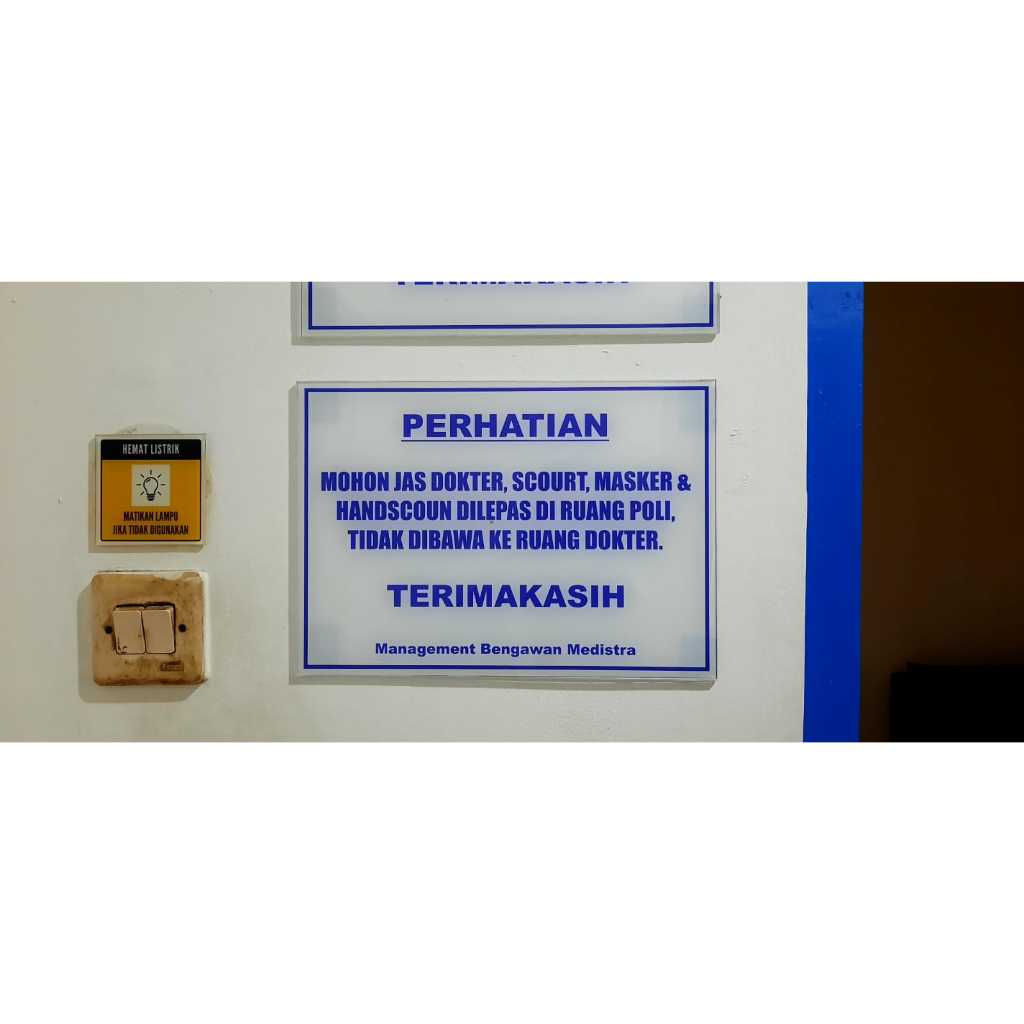 TERIMAKASIH
HEMAT LISTRIK
MATIKAN LAMPU
JIKA TIDAK DIGUNAKAN
PERHATIAN
MOHON JAS DOKTER, SCOURT, MASKER &
HANDSCOUN DILEPAS DI RUANG POLI,
TIDAK DIBAWA KE RUANG DOKTER.
TERIMAKASIH
Management Bengawan Medistra